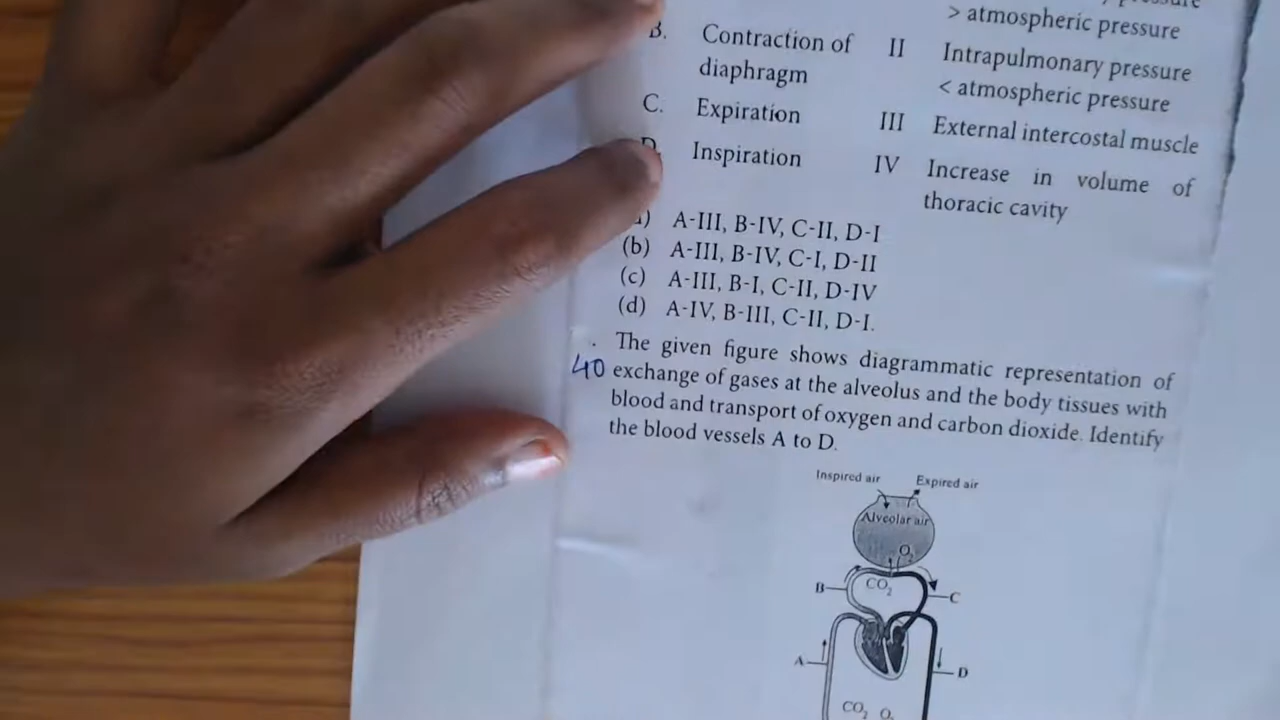 > atmospheric pressure
B. Contraction of diaphragm II Intrapulmonary pressure < atmospheric pressure
C. Expiration III External intercostal muscle
D. Inspiration IV Increase in volume of thoracic cavity
A-III, B-IV, C-II, D-I
(b) A-III, B-IV, C-I, D-II
(c) A-III, B-I, C-II, D-IV
(d) A-IV, B-III, C-II, D-I.
The given figure shows diagrammatic representation of
40 exchange of gases at the alveolus and the body tissues with
blood and transport of oxygen and carbon dioxide. Identify
the blood vessels A to D.
Inspired air Expired air
Alveolar air
O₂
B CO₂ C
A D
CO₂ O₂